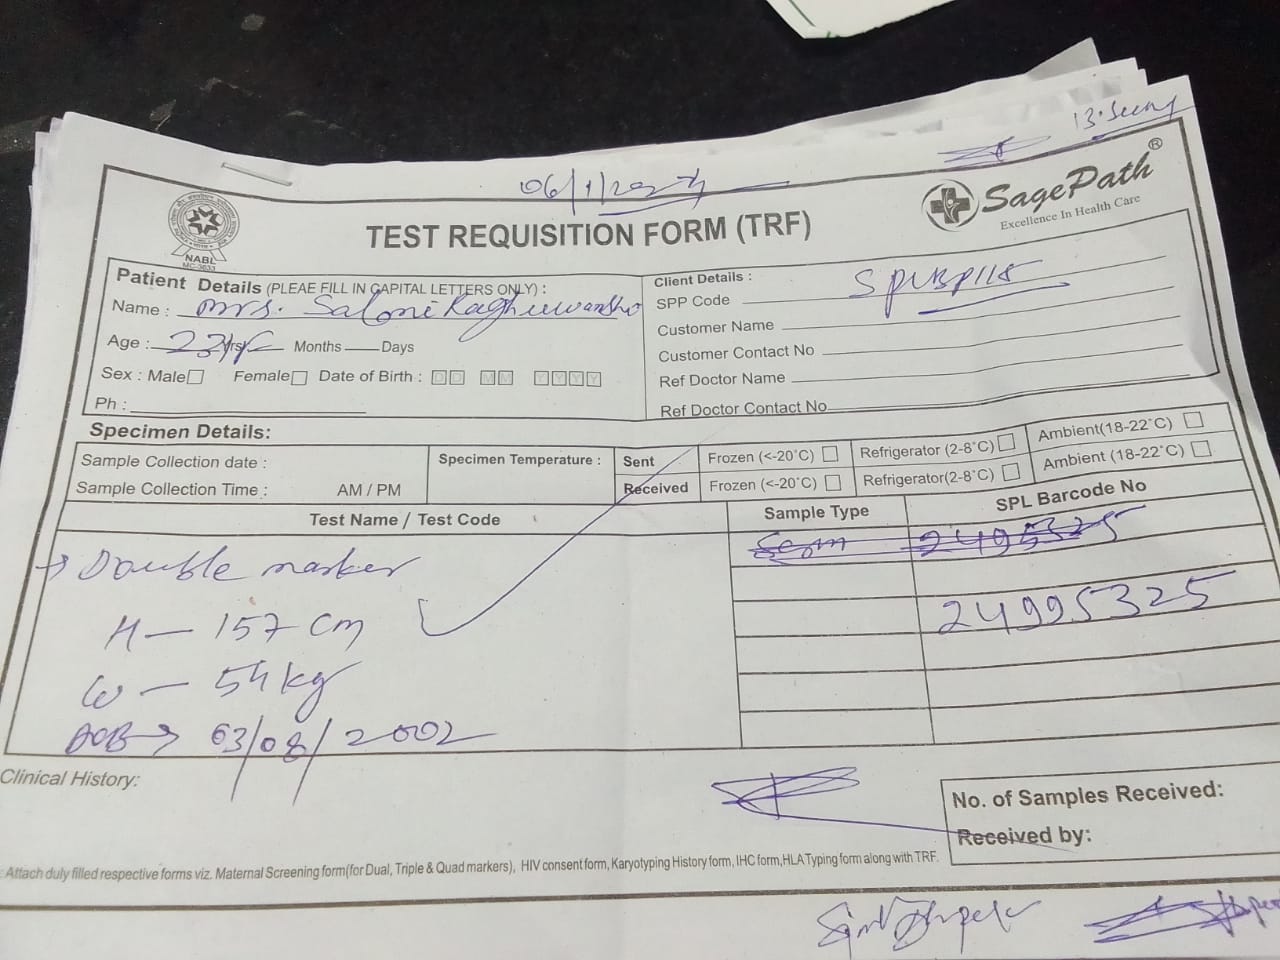 06/1/2025
SagePath®
Excellence In Health Care
NABL
MC-3633
TEST REQUISITION FORM (TRF)
Patient Details (PLEAE FILL IN CAPITAL LETTERS ONLY) :
Name : Mrs. Saloni Raghuwanshi
Age : 23 Yrs Months Days
Sex : Male Female Date of Birth : D D M M Y Y Y Y
Ph :
Client Details :
SPP Code SPLBP118
Customer Name
Customer Contact No
Ref Doctor Name
Ref Doctor Contact No
Specimen Details:
Sample Collection date :
Sample Collection Time : AM / PM
Specimen Temperature :
Sent Frozen (<-20°C) Refrigerator (2-8°C) Ambient(18-22°C)
Received Frozen (<-20°C) Refrigerator(2-8°C) Ambient (18-22°C)
Test Name / Test Code Sample Type SPL Barcode No
→ Double marker
2495325
H - 157 cm 24995325
W - 54 kg
DOB → 03/08/2002
Clinical History:
No. of Samples Received:
Received by:
Attach duly filled respective forms viz. Maternal Screening form(for Dual, Triple & Quad markers), HIV consent form, Karyotyping History form, IHC form,HLA Typing form along with TRF.